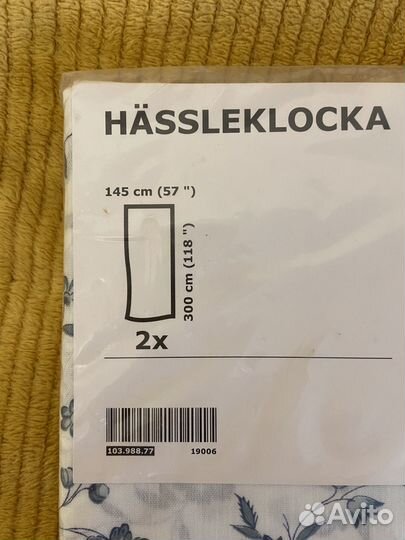 HÄSSLEKLOCKA
145 cm (57 ")
300 cm (118 ")
2x
103.988.77 19006
Avito